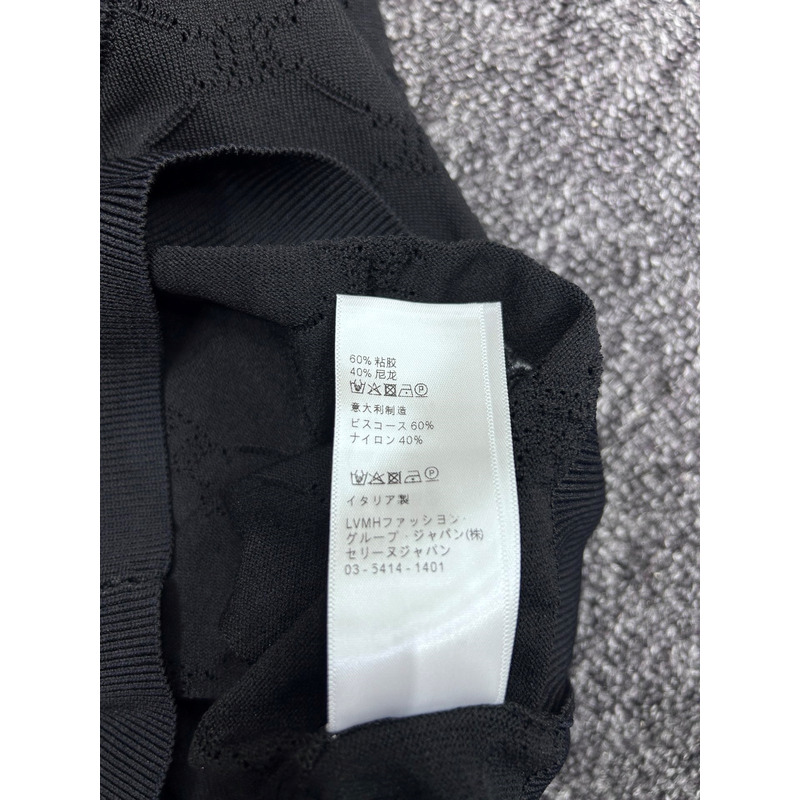 60% 粘胶
40% 尼龙
意大利制造
ビスコース 60%
ナイロン 40%
イタリア製
LVMHファッション・
グループ・ジャパン(株)
セリーヌジャパン
03-5414-1401